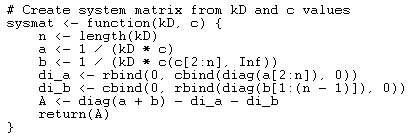 # Create system matrix from kD and c values
sysmat <- function(kD, c) {
    n <- length(kD)
    a <- 1 / (kD * c)
    b <- 1 / (kD * c(c[2:n], Inf))
    di_a <- rbind(0, cbind(diag(a[2:n]), 0))
    di_b <- cbind(0, rbind(diag(b[1:(n - 1)]), 0))
    A <- diag(a + b) - di_a - di_b
    return(A)
}